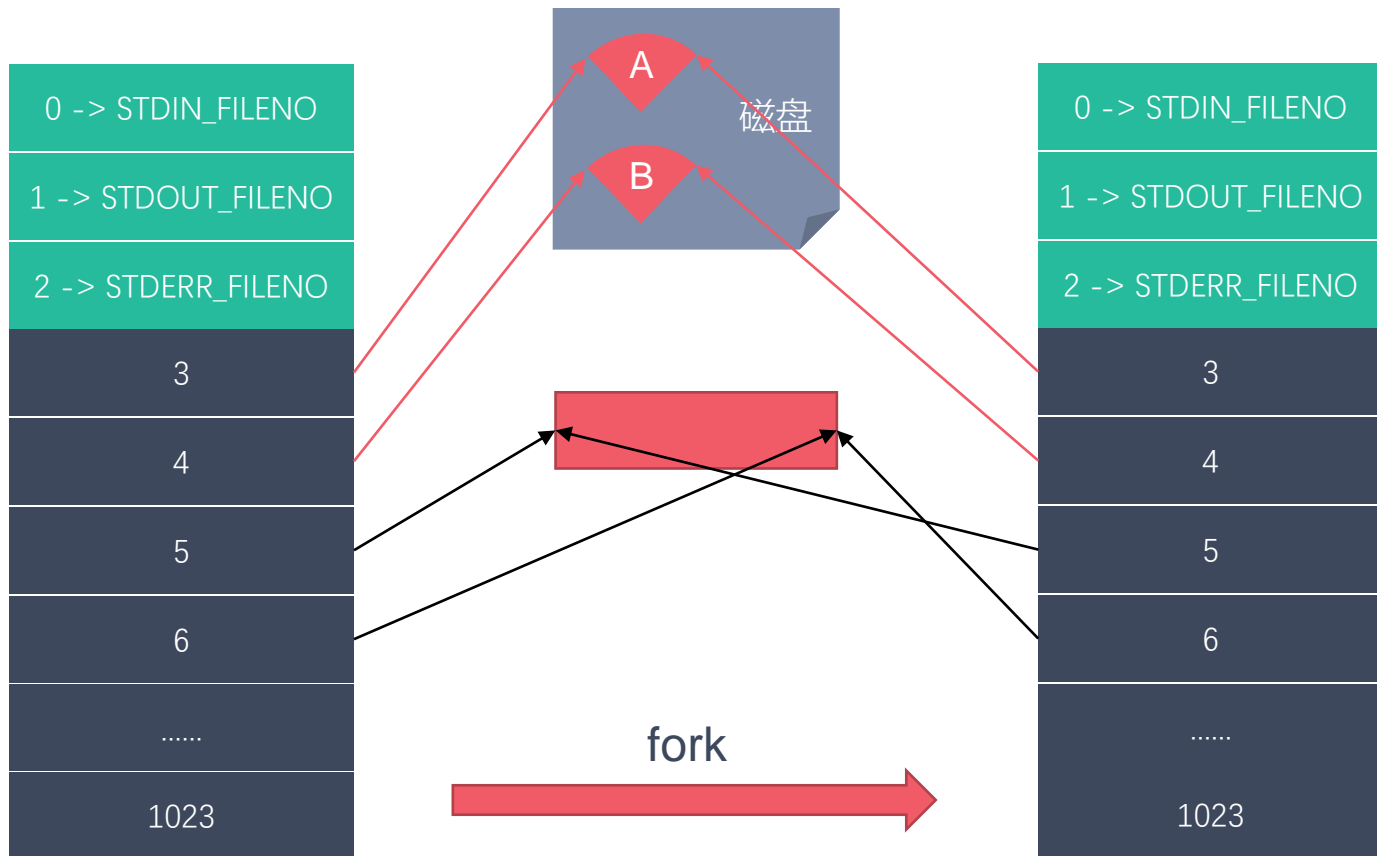 0 -> STDIN_FILENO
1 -> STDOUT_FILENO
2 -> STDERR_FILENO
3
4
5
6
......
1023
A
B
磁盘
fork
0 -> STDIN_FILENO
1 -> STDOUT_FILENO
2 -> STDERR_FILENO
3
4
5
6
......
1023